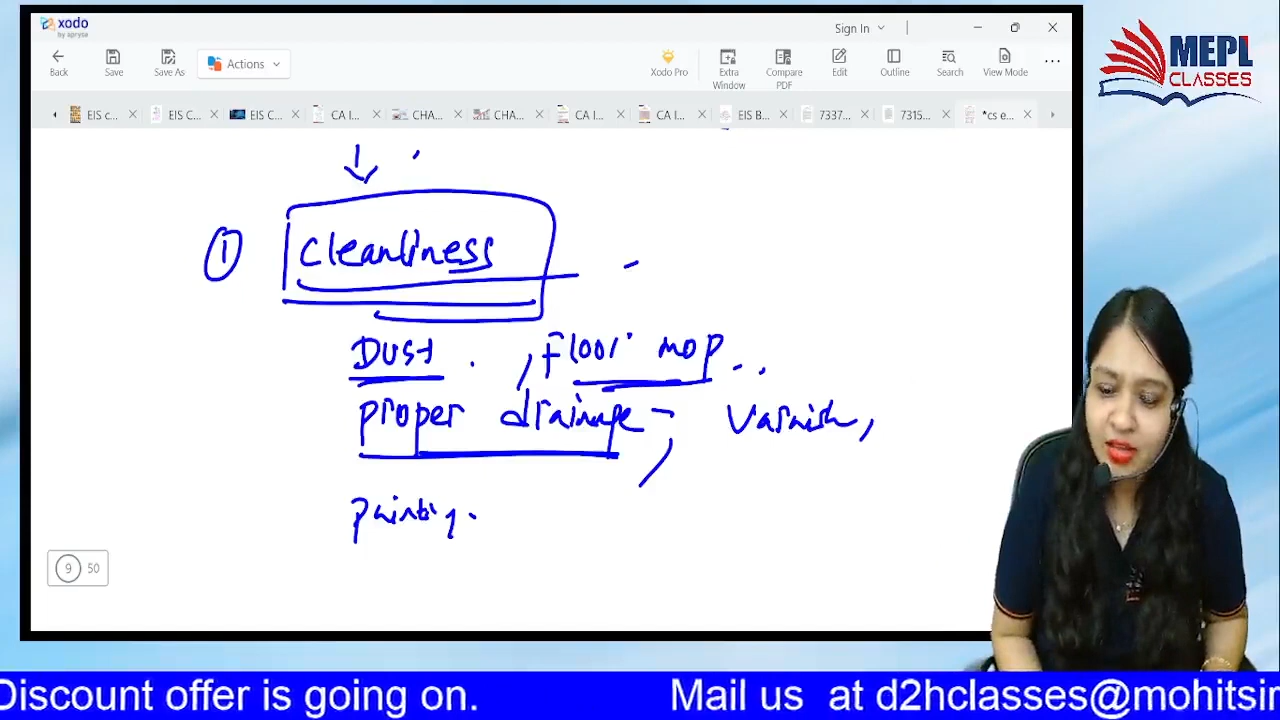 xodo
by apryse
Sign In
Back
Save
Save As
Actions
Xodo Pro
Extra Window
Compare PDF
Edit
Outline
Search
View Mode
MEPL
CLASSES
EIS c...
EIS C...
EIS C...
CA I...
CHA...
CHA...
CA I...
CA I...
EIS B...
7337...
7315...
*cs e...
① Cleanliness
Dust . , Floor mop ..
proper drainage , varnish,
painting.
9 50
Discount offer is going on. Mail us at d2hclasses@mohitsir